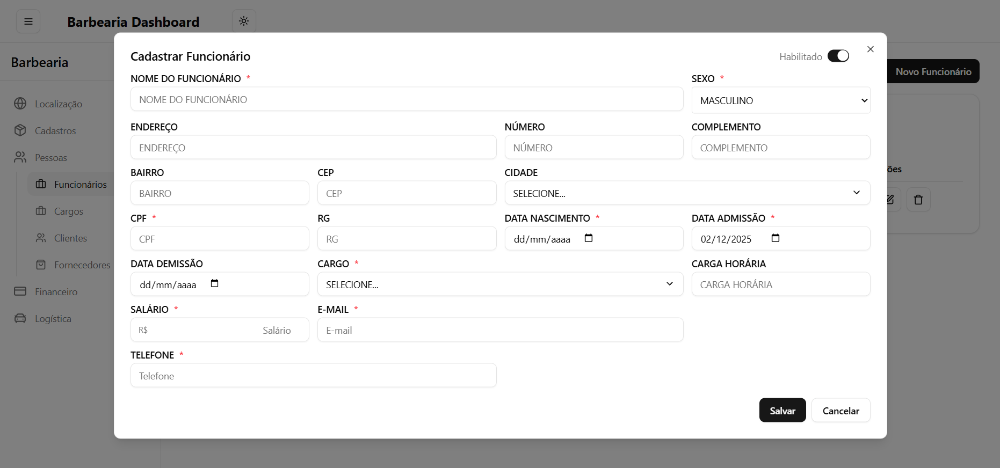 Barbearia Dashboard
Barbearia
Localização
Cadastros
Pessoas
Funcionários
Cargos
Clientes
Fornecedores
Financeiro
Logística
Novo Funcionário
Cadastrar Funcionário
Habilitado
NOME DO FUNCIONÁRIO *
SEXO *
NOME DO FUNCIONÁRIO
MASCULINO
ENDEREÇO
NÚMERO
COMPLEMENTO
ENDEREÇO
NÚMERO
COMPLEMENTO
BAIRRO
CEP
CIDADE
BAIRRO
CEP
SELECIONE...
CPF *
RG
DATA NASCIMENTO *
DATA ADMISSÃO *
CPF
RG
dd/mm/aaaa
02/12/2025
DATA DEMISSÃO
CARGO *
CARGA HORÁRIA
dd/mm/aaaa
SELECIONE...
CARGA HORÁRIA
SALÁRIO *
E-MAIL *
R$
Salário
E-mail
TELEFONE *
Telefone
Salvar
Cancelar
ões